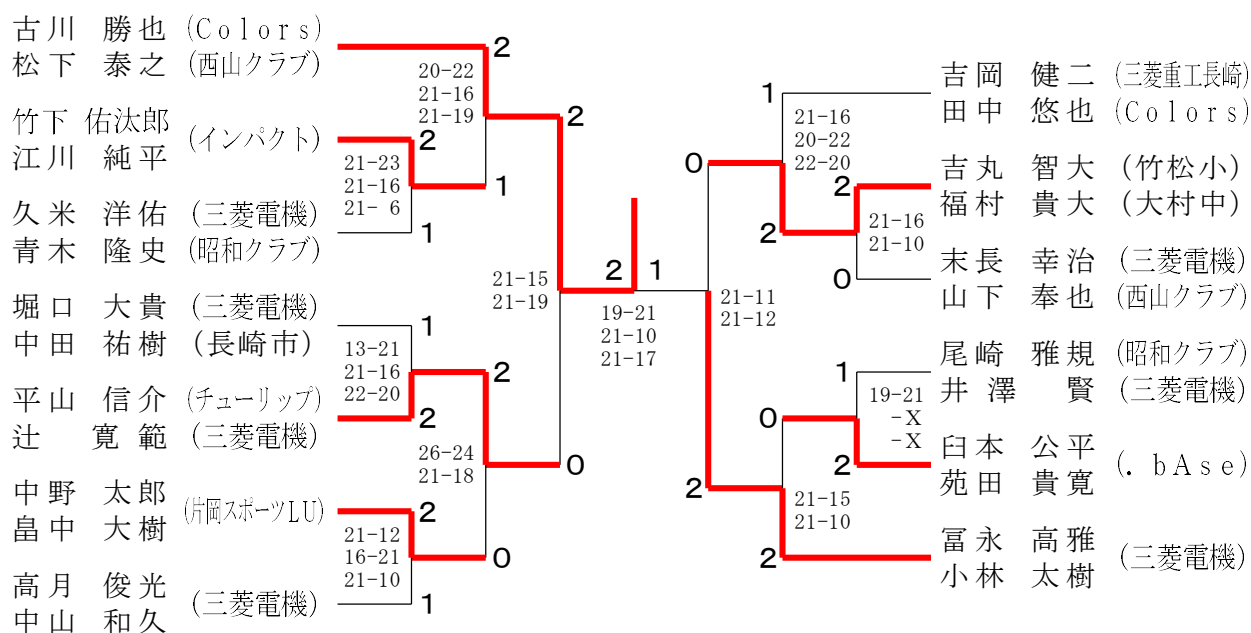 古川 勝也 (Colors)
松下 泰之 (西山クラブ)
竹下 佑汰郎
江川 純平
(インパクト)
久米 洋佑 (三菱電機)
青木 隆史 (昭和クラブ)
堀口 大貴 (三菱電機)
中田 祐樹 (長崎市)
平山 信介 (チューリップ)
辻 寛範 (三菱電機)
中野 太郎
畠中 大樹
(片岡スポーツLU)
高月 俊光
中山 和久
(三菱電機)
2
20-22
21-16
21-19
2
21-23
21-16
21- 6
1
1
2
1
13-21
21-16
22-20
2
2
26-24
21-18
0
2
21-12
16-21
21-10
0
1
21-15
21-19
2
1
19-21
21-10
21-17
0
21-11
21-12
2
1
21-16
20-22
22-20
2
2
21-16
21-10
0
1
19-21
-X
-X
0
2
21-15
21-10
2
吉岡 健二 (三菱重工長崎)
田中 悠也 (Colors)
吉丸 智大 (竹松小)
福村 貴大 (大村中)
末長 幸治 (三菱電機)
山下 奉也 (西山クラブ)
尾崎 雅規 (昭和クラブ)
井澤 賢 (三菱電機)
臼本 公平
苑田 貴寛
(. bAse)
冨永 高雅
小林 太樹
(三菱電機)